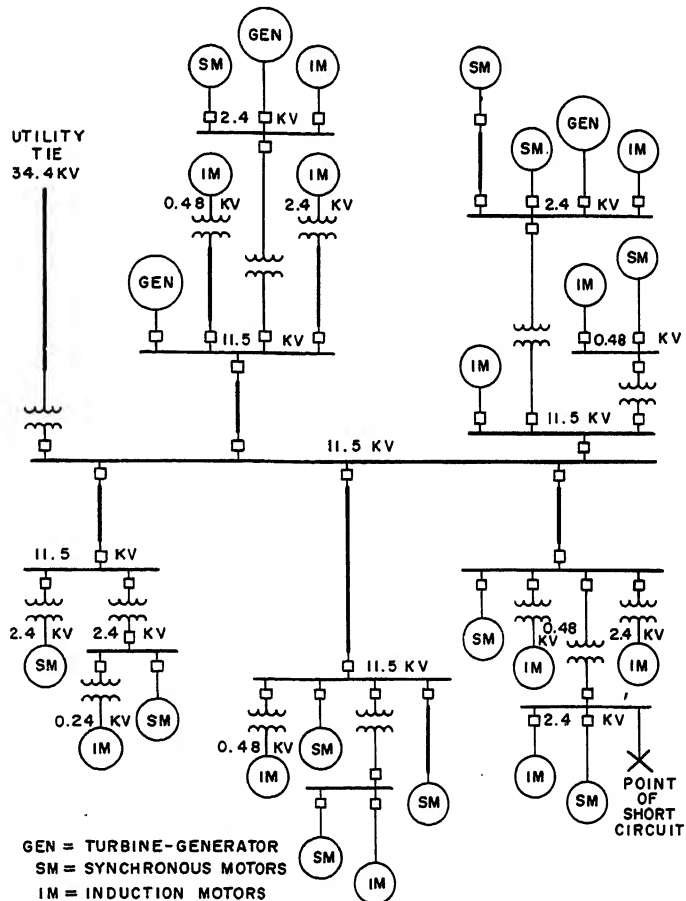 GEN
SM
IM
2.4 KV
SM
UTILITY
TIE
34.4 KV
IM
IM
0.48 KV
2.4 KV
GEN
SM.
IM
2.4 KV
GEN
IM
SM
11.5 KV
0.48 KV
IM
11.5 KV
11.5 KV
11.5 KV
2.4 KV
2.4 KV
SM
0.24 KV
IM
SM
11.5 KV
0.48 KV
IM
SM
SM
SM
IM
SM
0.48 KV
2.4 KV
IM
IM
2.4 KV
IM
SM
POINT
OF
SHORT
CIRCUIT
GEN = TURBINE-GENERATOR
SM = SYNCHRONOUS MOTORS
IM = INDUCTION MOTORS